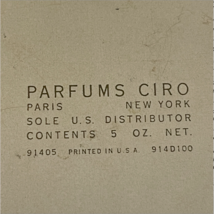 PARFUMS CIRO
PARIS NEW YORK
SOLE U.S. DISTRIBUTOR
CONTENTS 5 OZ. NET.
91405 PRINTED IN U.S.A 914D100